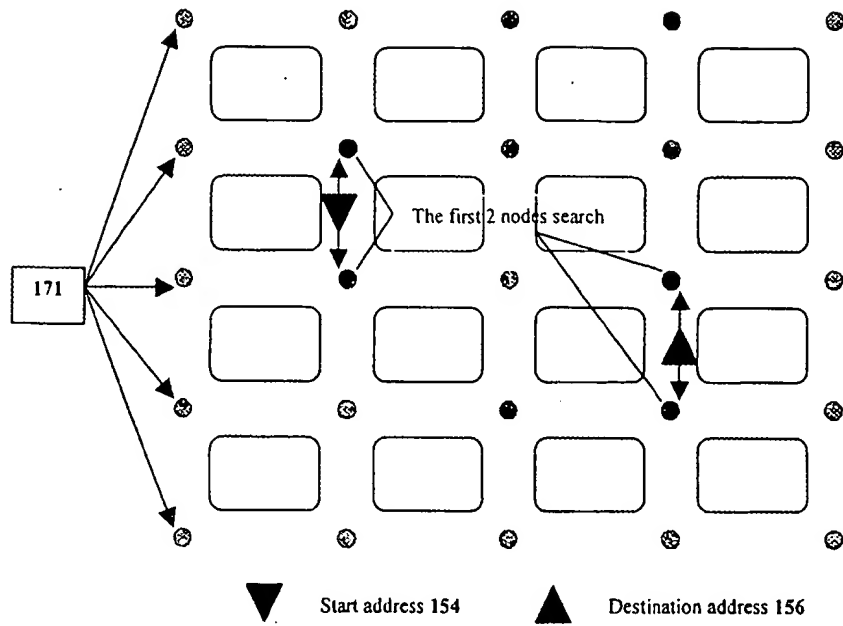 The first 2 nodes search
171
Start address 154
Destination address 156